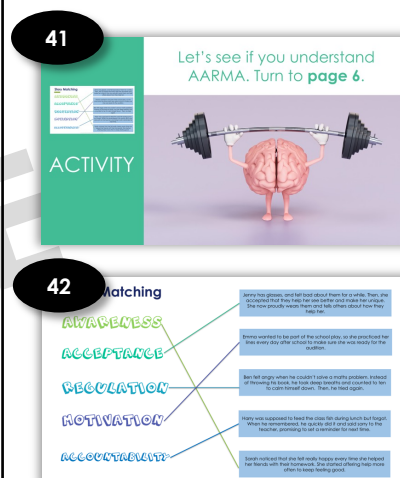 41
Let's see if you understand
AARMA. Turn to page 6.
ACTIVITY
42
Matching
AWARENESS
ACCEPTANCE
REGULATION
MOTIVATION
ACCOUNTABILITY
Jenny has glasses, and felt bad about them for a while. Then, she
accepted that they help her see better and make her unique.
She now proudly wears them and tells others about how they
help her.
Emma wanted to be part of the school play, so she practiced her
lines every day after school to make sure she was ready for the
audition.
Ben felt angry when he couldn't solve a maths problem. Instead
of throwing his book, he took deep breaths and counted to ten
to calm himself down. Then, he tried again.
Harry was supposed to feed the class fish during lunch but forgot.
When he remembered, he quickly did it and said sorry to the
teacher, promising to set a reminder for next time.
Sarah noticed that she felt really happy every time she helped
her friends with their homework. She started offering help more
often to keep feeling good.